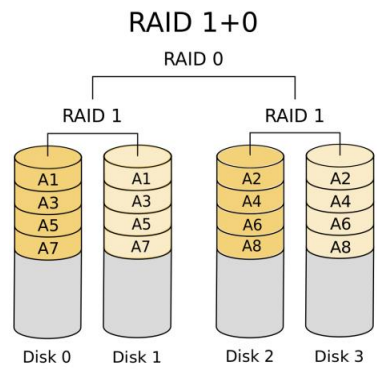 RAID 1+0
RAID 0
RAID 1 RAID 1
A1 A1 A2 A2
A3 A3 A4 A4
A5 A5 A6 A6
A7 A7 A8 A8
Disk 0 Disk 1 Disk 2 Disk 3